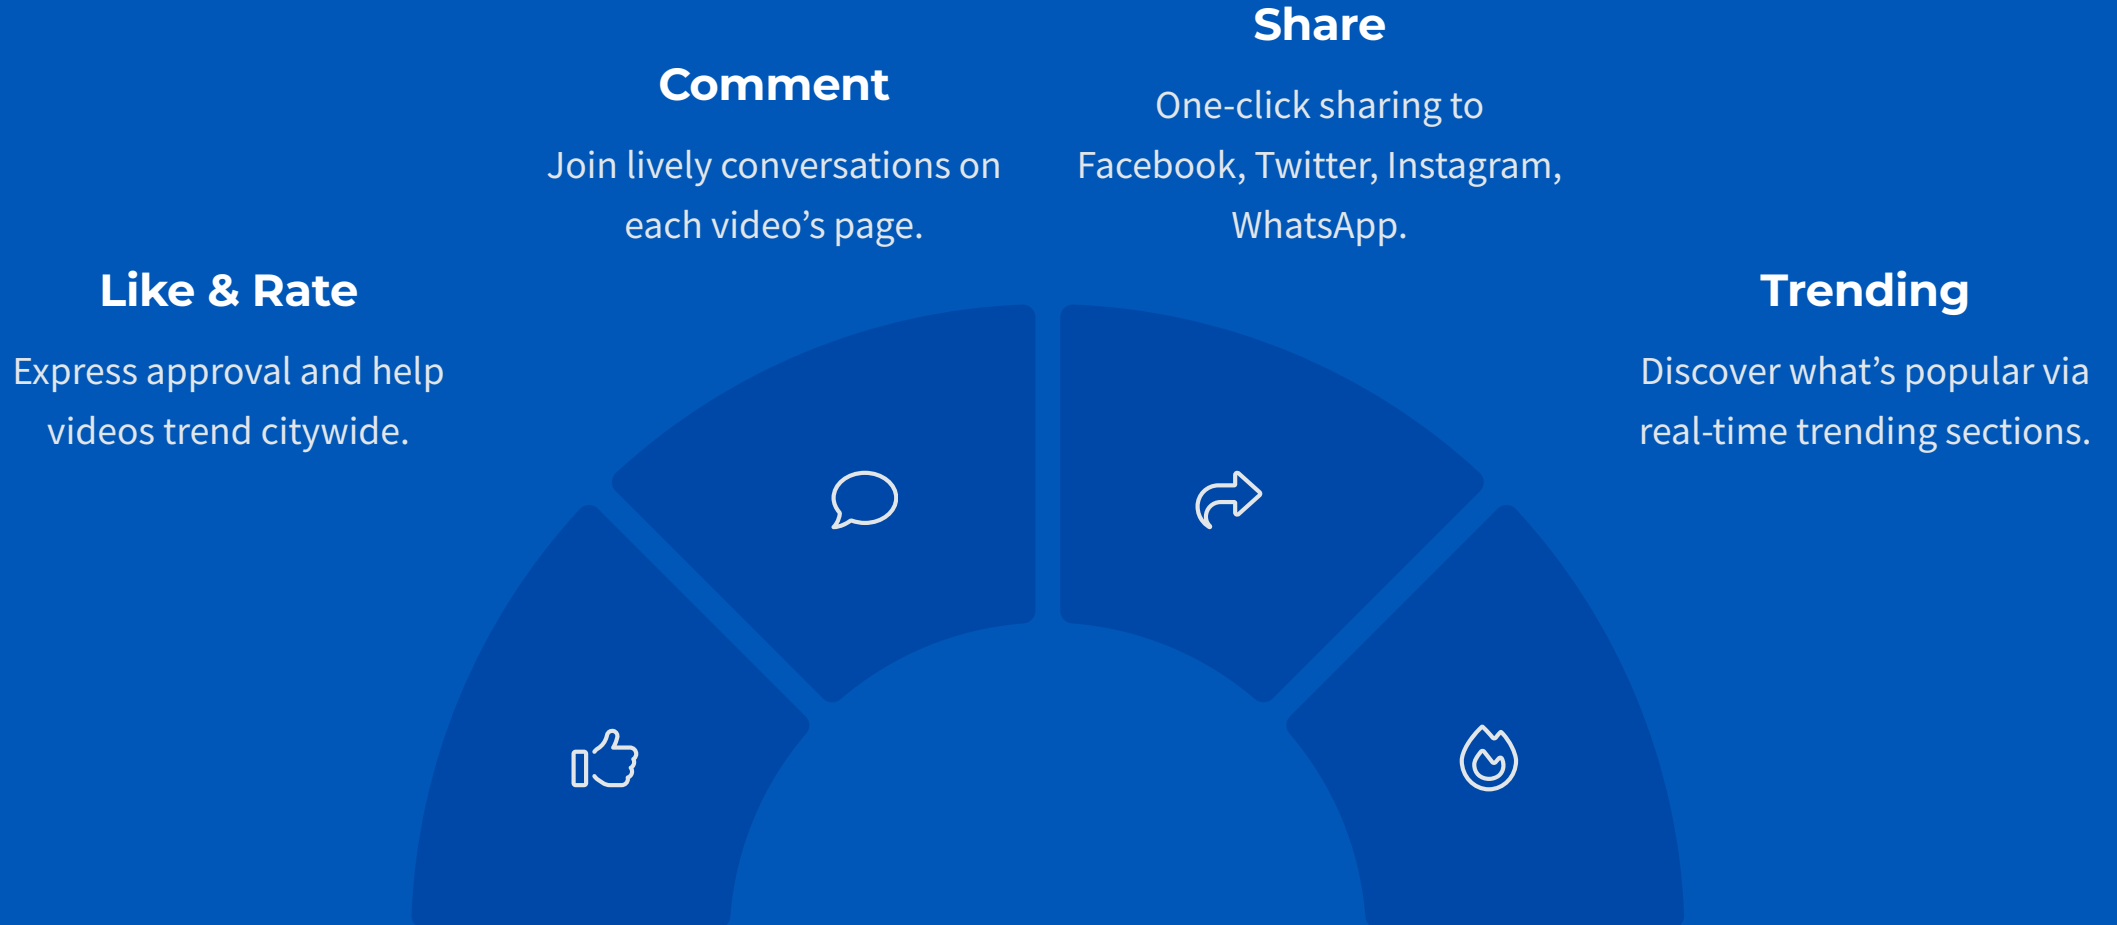 Like & Rate
Express approval and help
videos trend citywide.
Comment
Join lively conversations on
each video’s page.
Share
One-click sharing to
Facebook, Twitter, Instagram,
WhatsApp.
Trending
Discover what’s popular via
real-time trending sections.